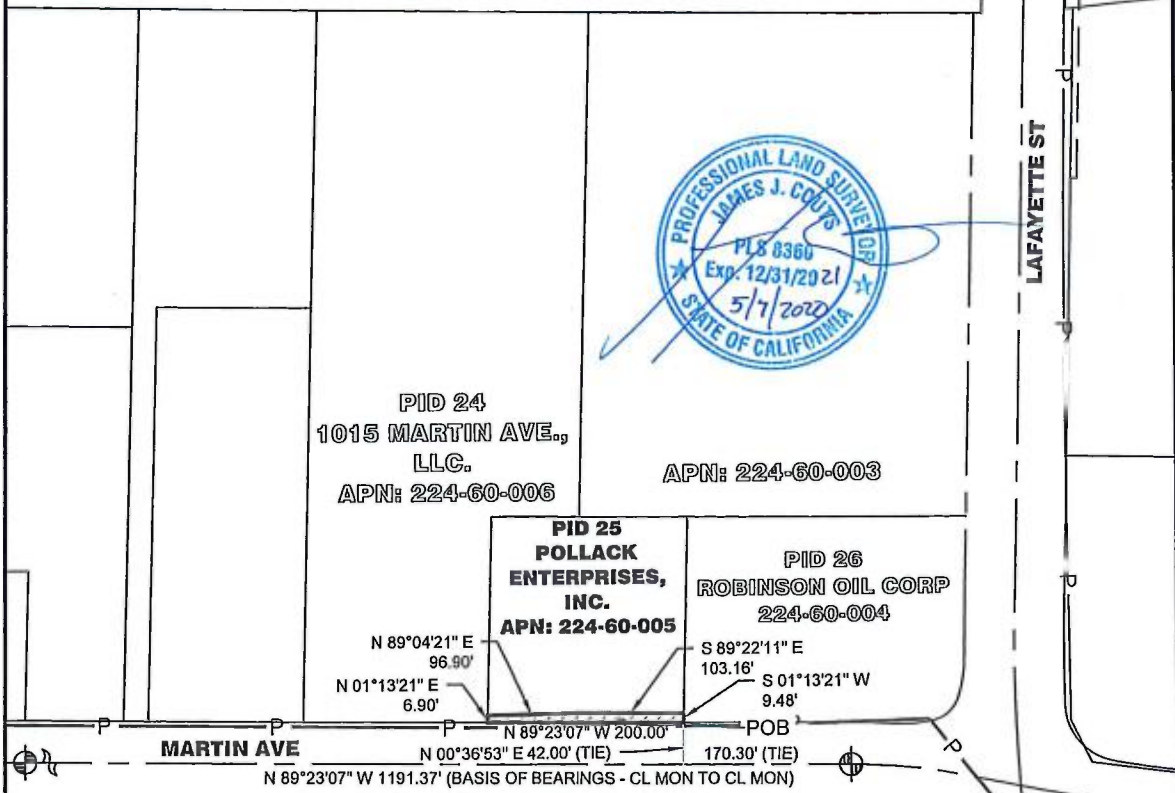 LAFAYETTE ST
PROFESSIONAL LAND SURVEYOR
JAMES J. COUTS
PLS 8360
Exp. 12/31/2021
5/7/2020
STATE OF CALIFORNIA
P
P
P
PID 24
1015 MARTIN AVE.,
LLC.
APN: 224-60-006
APN: 224-60-003
PID 25
POLLACK
ENTERPRISES,
INC.
APN: 224-60-005
PID 26
ROBINSON OIL CORP
224-60-004
N 89°04'21" E
96.90'
N 01°13'21" E
6.90'
S 89°22'11" E
103.16'
S 01°13'21" W
9.48'
P
P
P
N 89°23'07" W 200.00'
POB
P
MARTIN AVE
N 00°36'53" E 42.00' (TIE)
170.30' (TIE)
N 89°23'07" W 1191.37' (BASIS OF BEARINGS - CL MON TO CL MON)